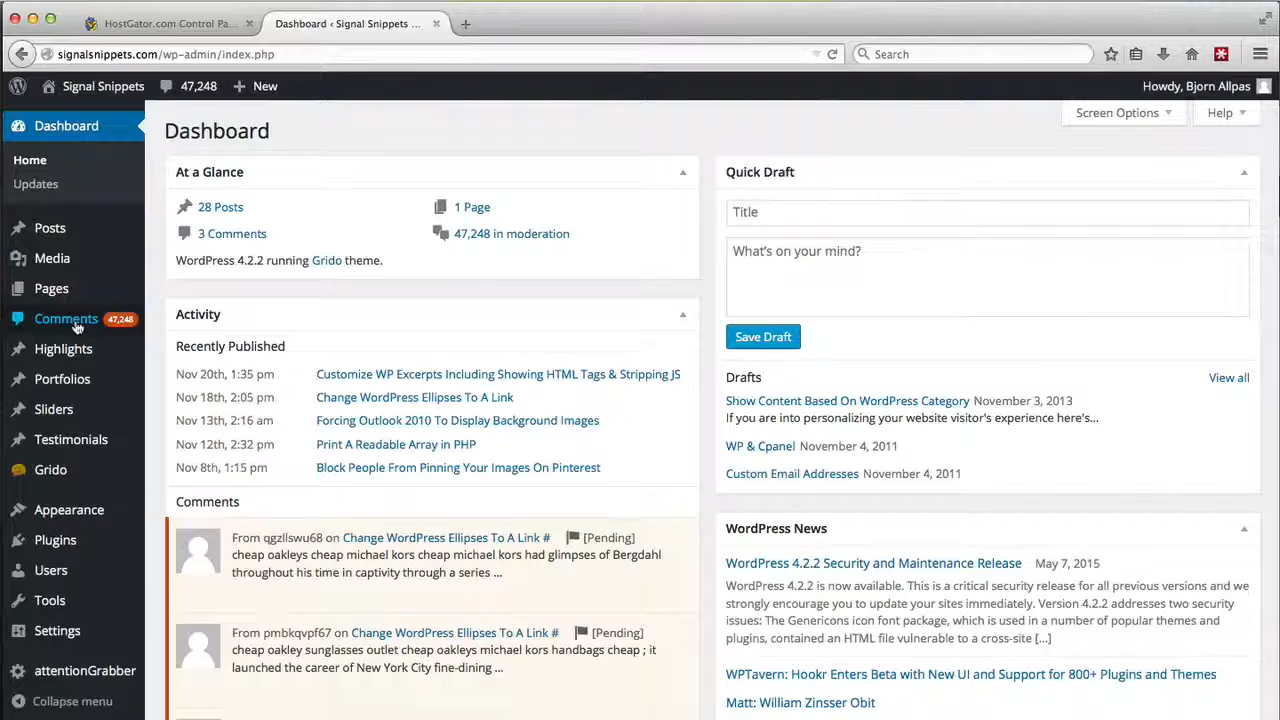 HostGator.com Control Pa...
Dashboard ‹ Signal Snippets ...
signalsnippets.com/wp-admin/index.php
Search
Signal Snippets
47,248
New
Howdy, Bjorn Allpas
Dashboard
Home
Updates
Posts
Media
Pages
Comments 47,248
Highlights
Portfolios
Sliders
Testimonials
Grido
Appearance
Plugins
Users
Tools
Settings
attentionGrabber
Collapse menu
Screen Options
Help
Dashboard
At a Glance
28 Posts
1 Page
3 Comments
47,248 in moderation
WordPress 4.2.2 running Grido theme.
Activity
Recently Published
Nov 20th, 1:35 pm Customize WP Excerpts Including Showing HTML Tags & Stripping JS
Nov 18th, 2:05 pm Change WordPress Ellipses To A Link
Nov 13th, 2:16 am Forcing Outlook 2010 To Display Background Images
Nov 12th, 2:32 pm Print A Readable Array in PHP
Nov 8th, 1:15 pm Block People From Pinning Your Images On Pinterest
Comments
From qgzllswu68 on Change WordPress Ellipses To A Link # [Pending]
cheap oakleys cheap michael kors cheap michael kors had glimpses of Bergdahl
throughout his time in captivity through a series ...
From pmbkqvpf67 on Change WordPress Ellipses To A Link # [Pending]
cheap oakley sunglasses outlet cheap oakleys michael kors handbags cheap ; it
launched the career of New York City fine-dining ...
Quick Draft
Title
What's on your mind?
Save Draft
Drafts
View all
Show Content Based On WordPress Category November 3, 2013
If you are into personalizing your website visitor's experience here's...
WP & Cpanel November 4, 2011
Custom Email Addresses November 4, 2011
WordPress News
WordPress 4.2.2 Security and Maintenance Release May 7, 2015
WordPress 4.2.2 is now available. This is a critical security release for all previous versions and we
strongly encourage you to update your sites immediately. Version 4.2.2 addresses two security
issues: The Genericons icon font package, which is used in a number of popular themes and
plugins, contained an HTML file vulnerable to a cross-site [...]
WPTavern: Hookr Enters Beta with New UI and Support for 800+ Plugins and Themes
Matt: William Zinsser Obit